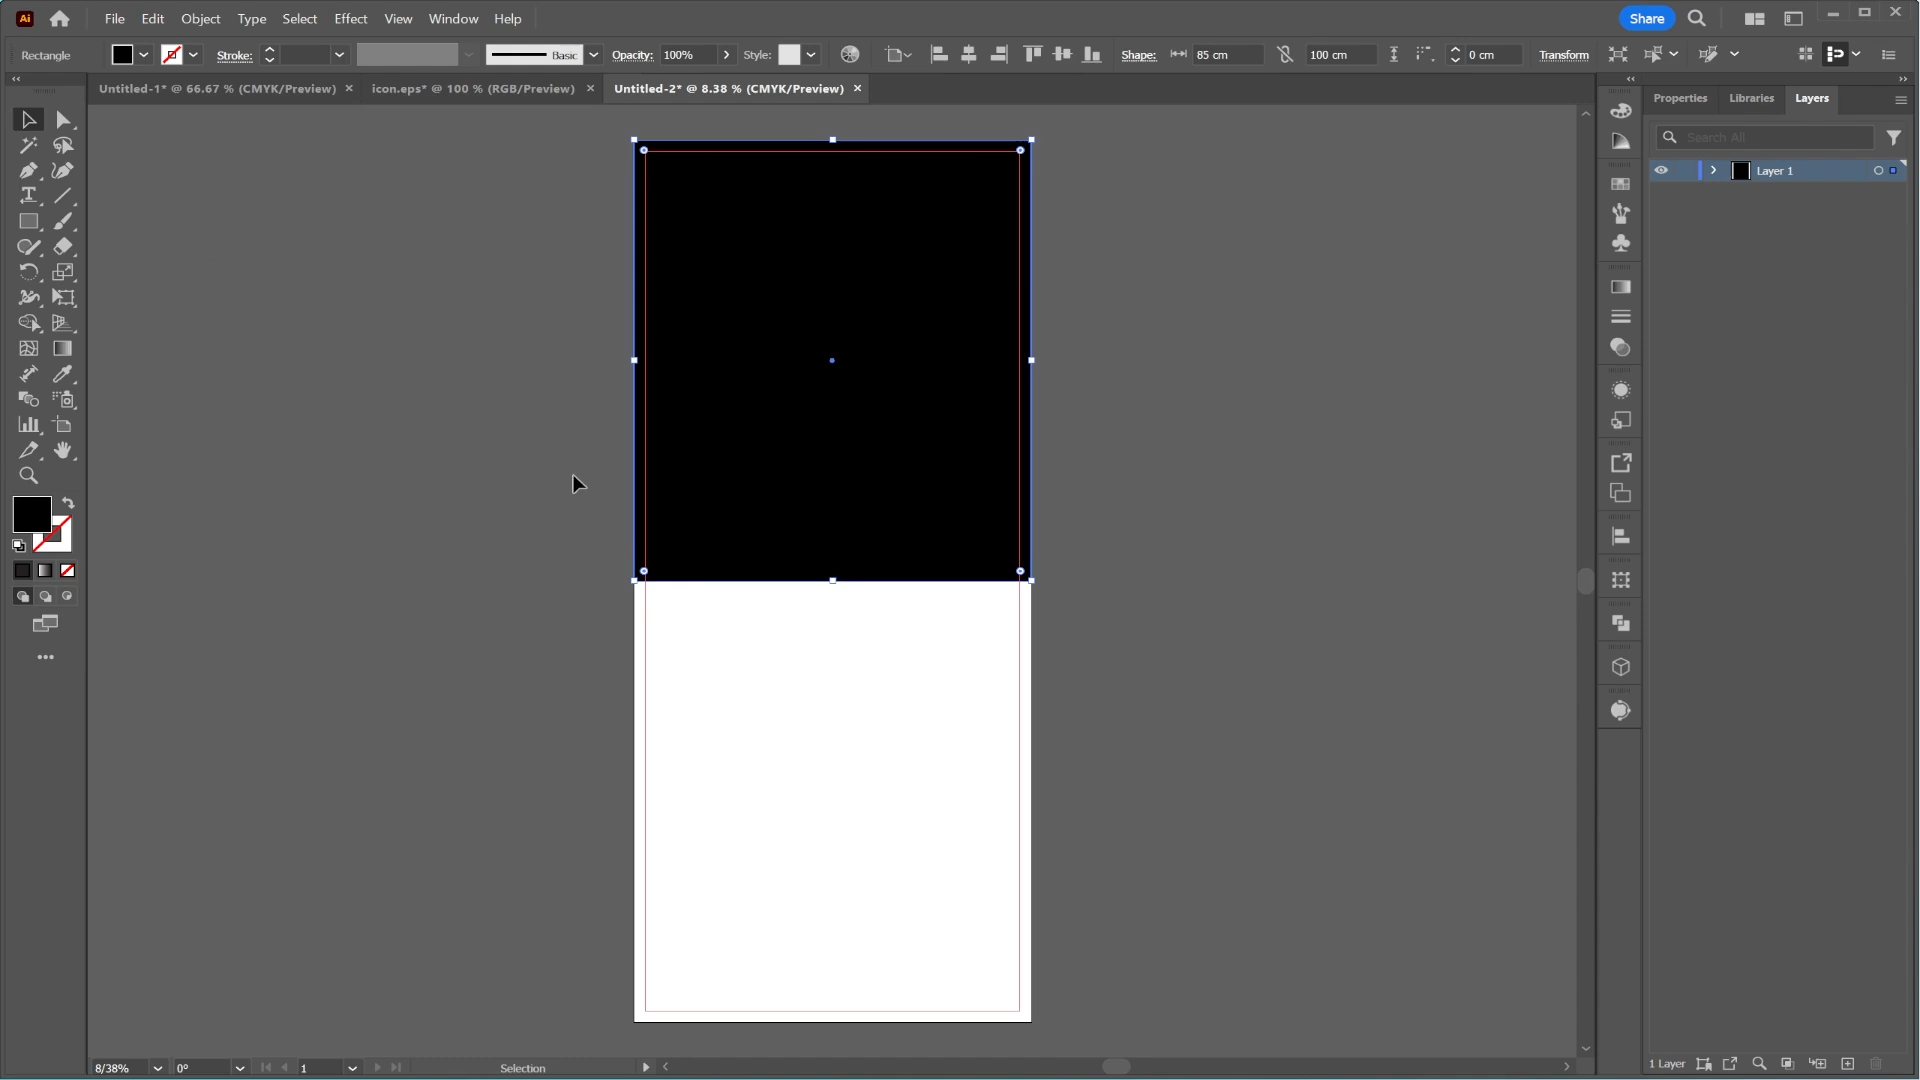 Ai File Edit Object Type Select Effect View Window Help Share
Rectangle Stroke: Basic Opacity: 100% Style: Shape: 85 cm 100 cm 0 cm Transform
Untitled-1* @ 66.67 % (CMYK/Preview) icon.eps* @ 100 % (RGB/Preview) Untitled-2* @ 8.38 % (CMYK/Preview)
Properties Libraries Layers
Search All
Layer 1
8/38% 0° 1 Selection
1 Layer